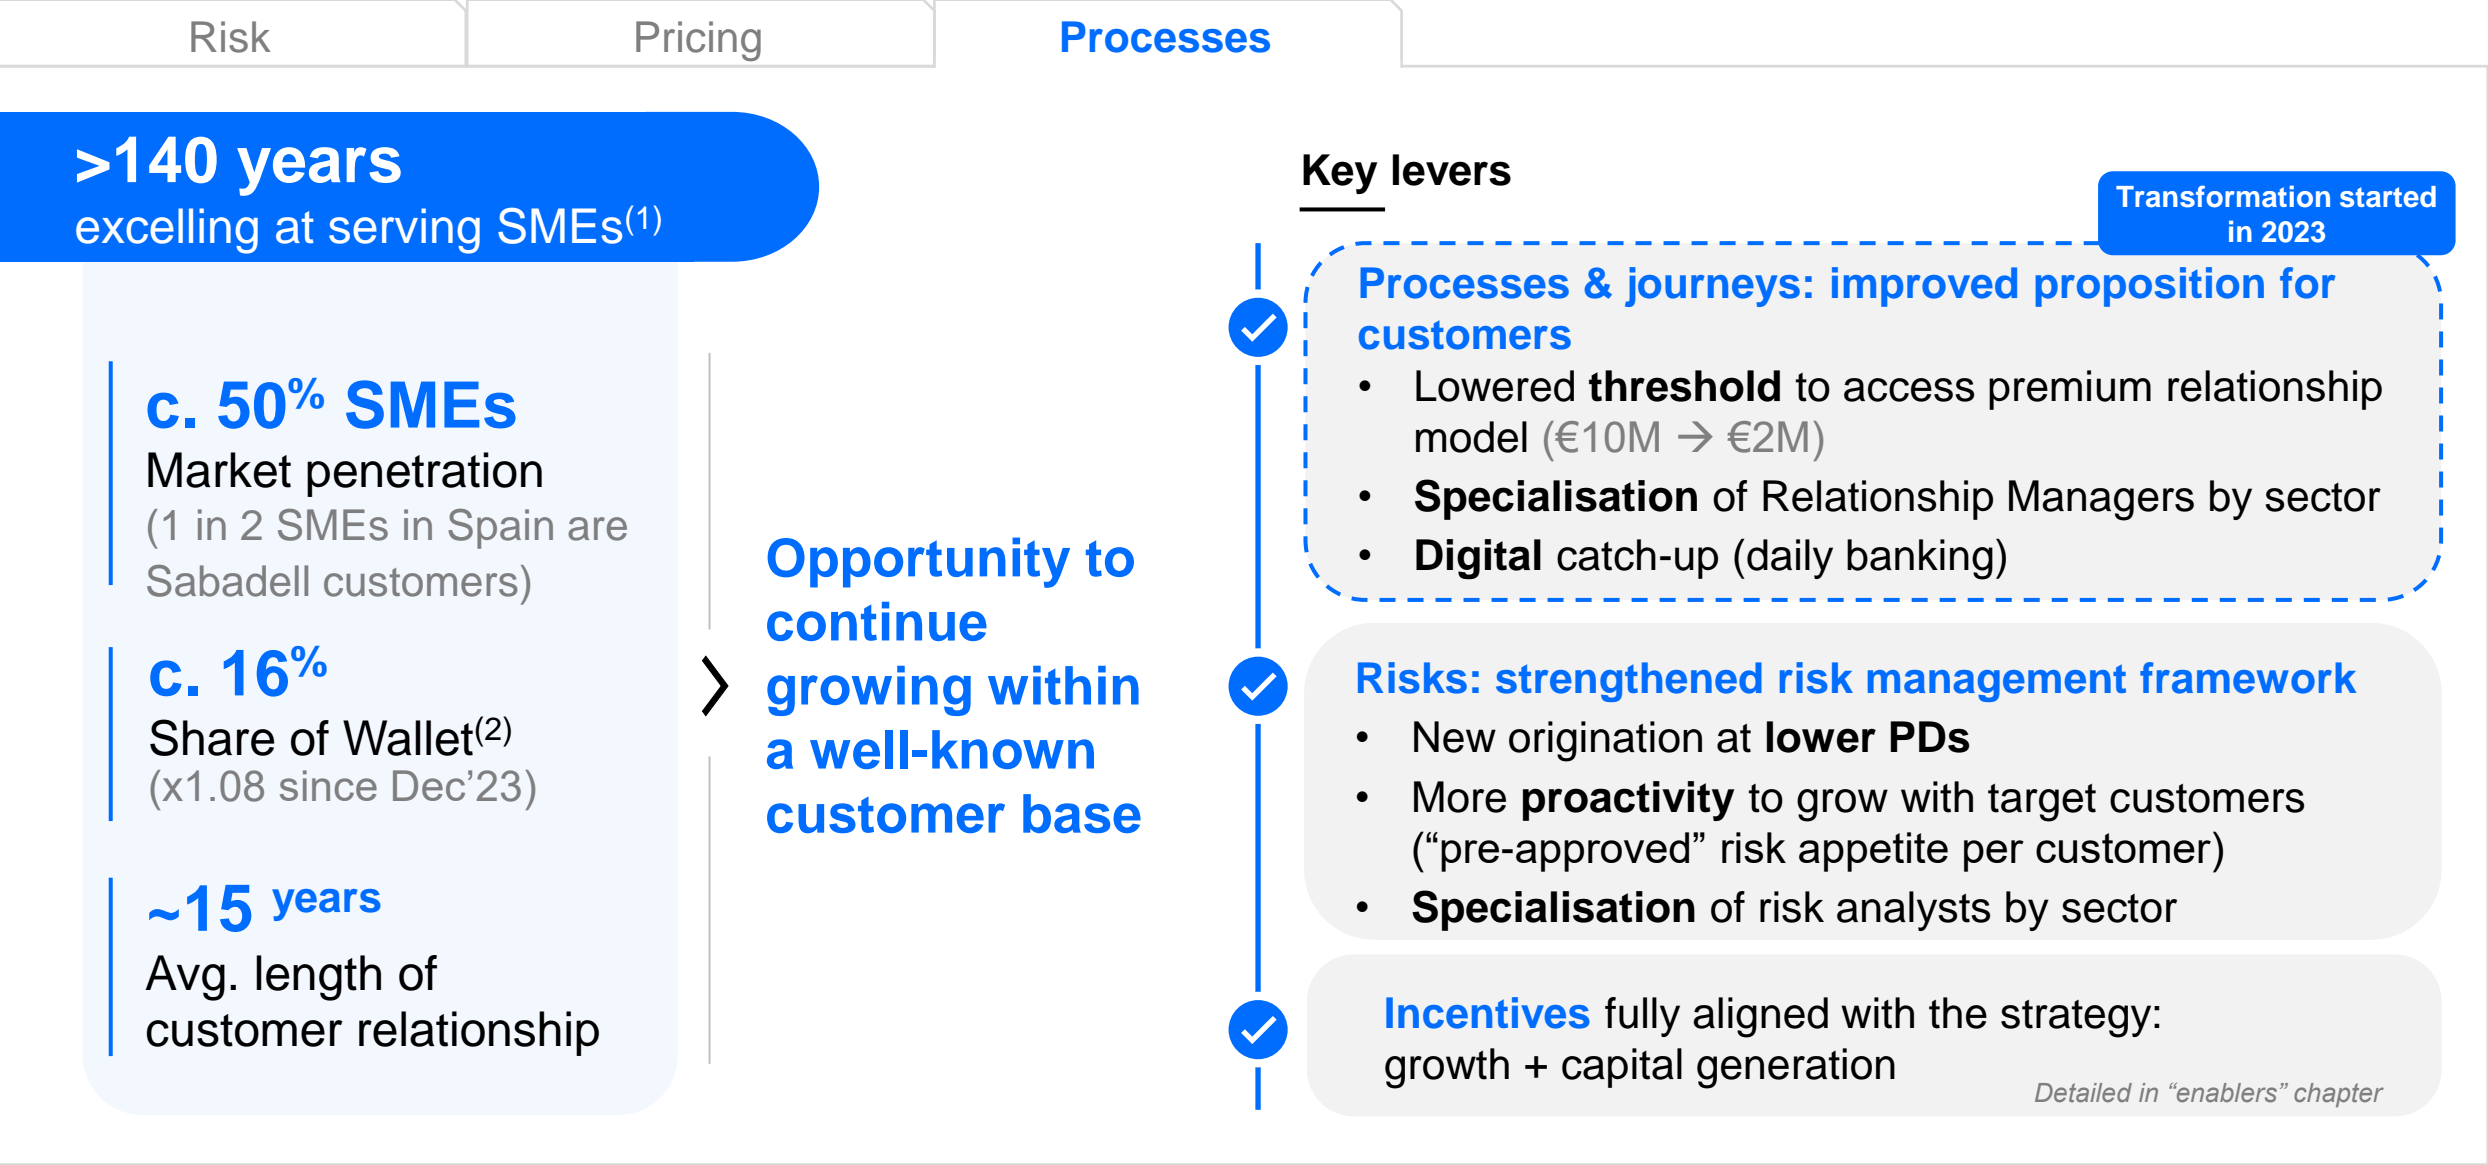 Risk
Pricing
Processes
>140 years
excelling at serving SMEs(1)
c. 50% SMEs
Market penetration
(1 in 2 SMEs in Spain are
Sabadell customers)
c. 16%
Share of Wallet(2)
(x1.08 since Dec’23)
~15 years
Avg. length of
customer relationship
Opportunity to
continue
growing within
a well-known
customer base
Key levers
Transformation started
in 2023
Processes & journeys: improved proposition for
customers
• Lowered threshold to access premium relationship
model (€10M → €2M)
• Specialisation of Relationship Managers by sector
• Digital catch-up (daily banking)
Risks: strengthened risk management framework
• New origination at lower PDs
• More proactivity to grow with target customers
(“pre-approved” risk appetite per customer)
• Specialisation of risk analysts by sector
Incentives fully aligned with the strategy:
growth + capital generation
Detailed in “enablers” chapter